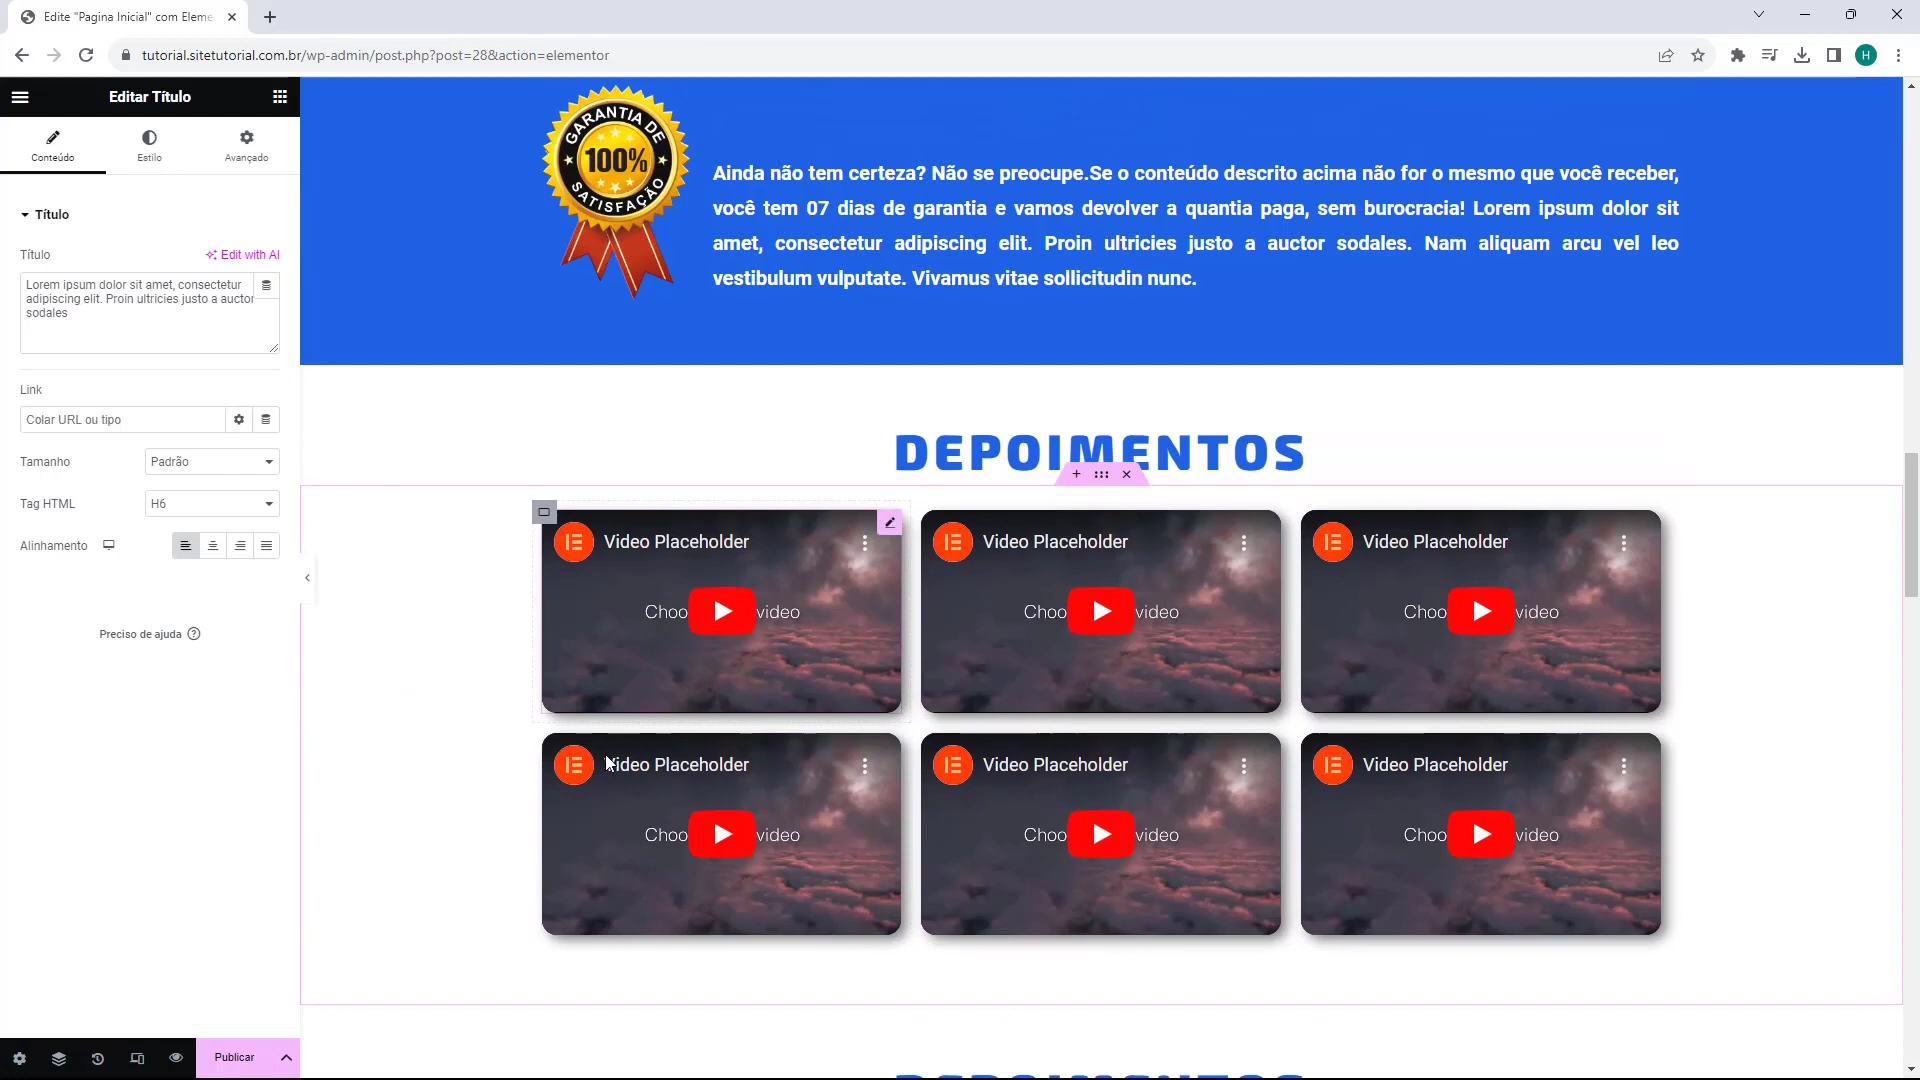 Edite "Pagina Inicial" com Eleme
tutorial.sitetutorial.com.br/wp-admin/post.php?post=28&action=elementor
H
Editar Título
Conteúdo
Estilo
Avançado
Título
Título
Edit with AI
Lorem ipsum dolor sit amet, consectetur
adipiscing elit. Proin ultricies justo a auctor
sodales
Link
Colar URL ou tipo
Tamanho
Padrão
Tag HTML
H6
Alinhamento
Preciso de ajuda
Publicar
GARANTIA DE
100%
SATISFAÇÃO
Ainda não tem certeza? Não se preocupe.Se o conteúdo descrito acima não for o mesmo que você receber,
você tem 07 dias de garantia e vamos devolver a quantia paga, sem burocracia! Lorem ipsum dolor sit
amet, consectetur adipiscing elit. Proin ultricies justo a auctor sodales. Nam aliquam arcu vel leo
vestibulum vulputate. Vivamus vitae sollicitudin nunc.
DEPOIMENTOS
Video Placeholder
Choo video
Video Placeholder
Choo video
Video Placeholder
Choo video
Video Placeholder
Choo video
Video Placeholder
Choo video
Video Placeholder
Choo video
DEPOIMENTOS